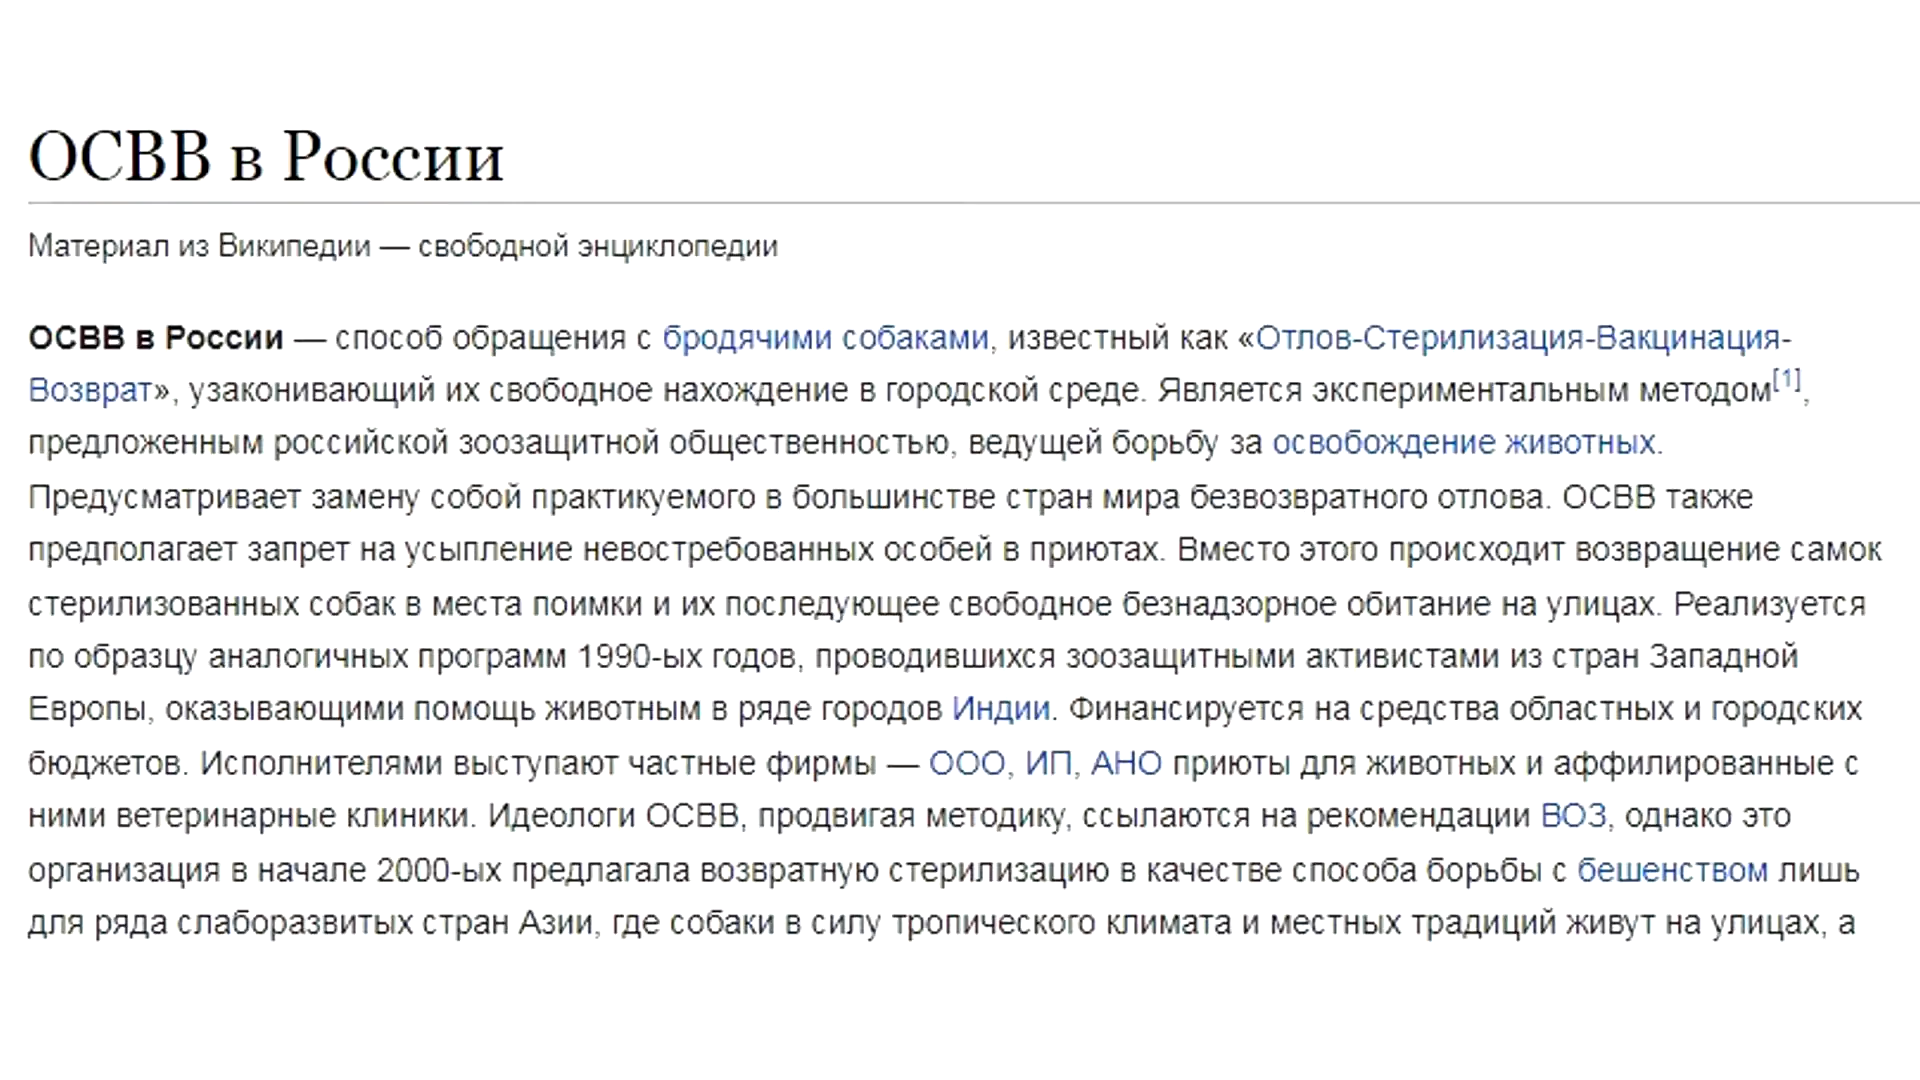 ОСВВ в России
Материал из Википедии — свободной энциклопедии
ОСВВ в России — способ обращения с бродячими собаками, известный как «Отлов-Стерилизация-Вакцинация-
Возврат», узаконивающий их свободное нахождение в городской среде. Является экспериментальным методом[1],
предложенным российской зоозащитной общественностью, ведущей борьбу за освобождение животных.
Предусматривает замену собой практикуемого в большинстве стран мира безвозвратного отлова. ОСВВ также
предполагает запрет на усыпление невостребованных особей в приютах. Вместо этого происходит возвращение самок
стерилизованных собак в места поимки и их последующее свободное безнадзорное обитание на улицах. Реализуется
по образцу аналогичных программ 1990-ых годов, проводившихся зоозащитными активистами из стран Западной
Европы, оказывающими помощь животным в ряде городов Индии. Финансируется на средства областных и городских
бюджетов. Исполнителями выступают частные фирмы — ООО, ИП, АНО приюты для животных и аффилированные с
ними ветеринарные клиники. Идеологи ОСВВ, продвигая методику, ссылаются на рекомендации ВОЗ, однако это
организация в начале 2000-ых предлагала возвратную стерилизацию в качестве способа борьбы с бешенством лишь
для ряда слаборазвитых стран Азии, где собаки в силу тропического климата и местных традиций живут на улицах, а